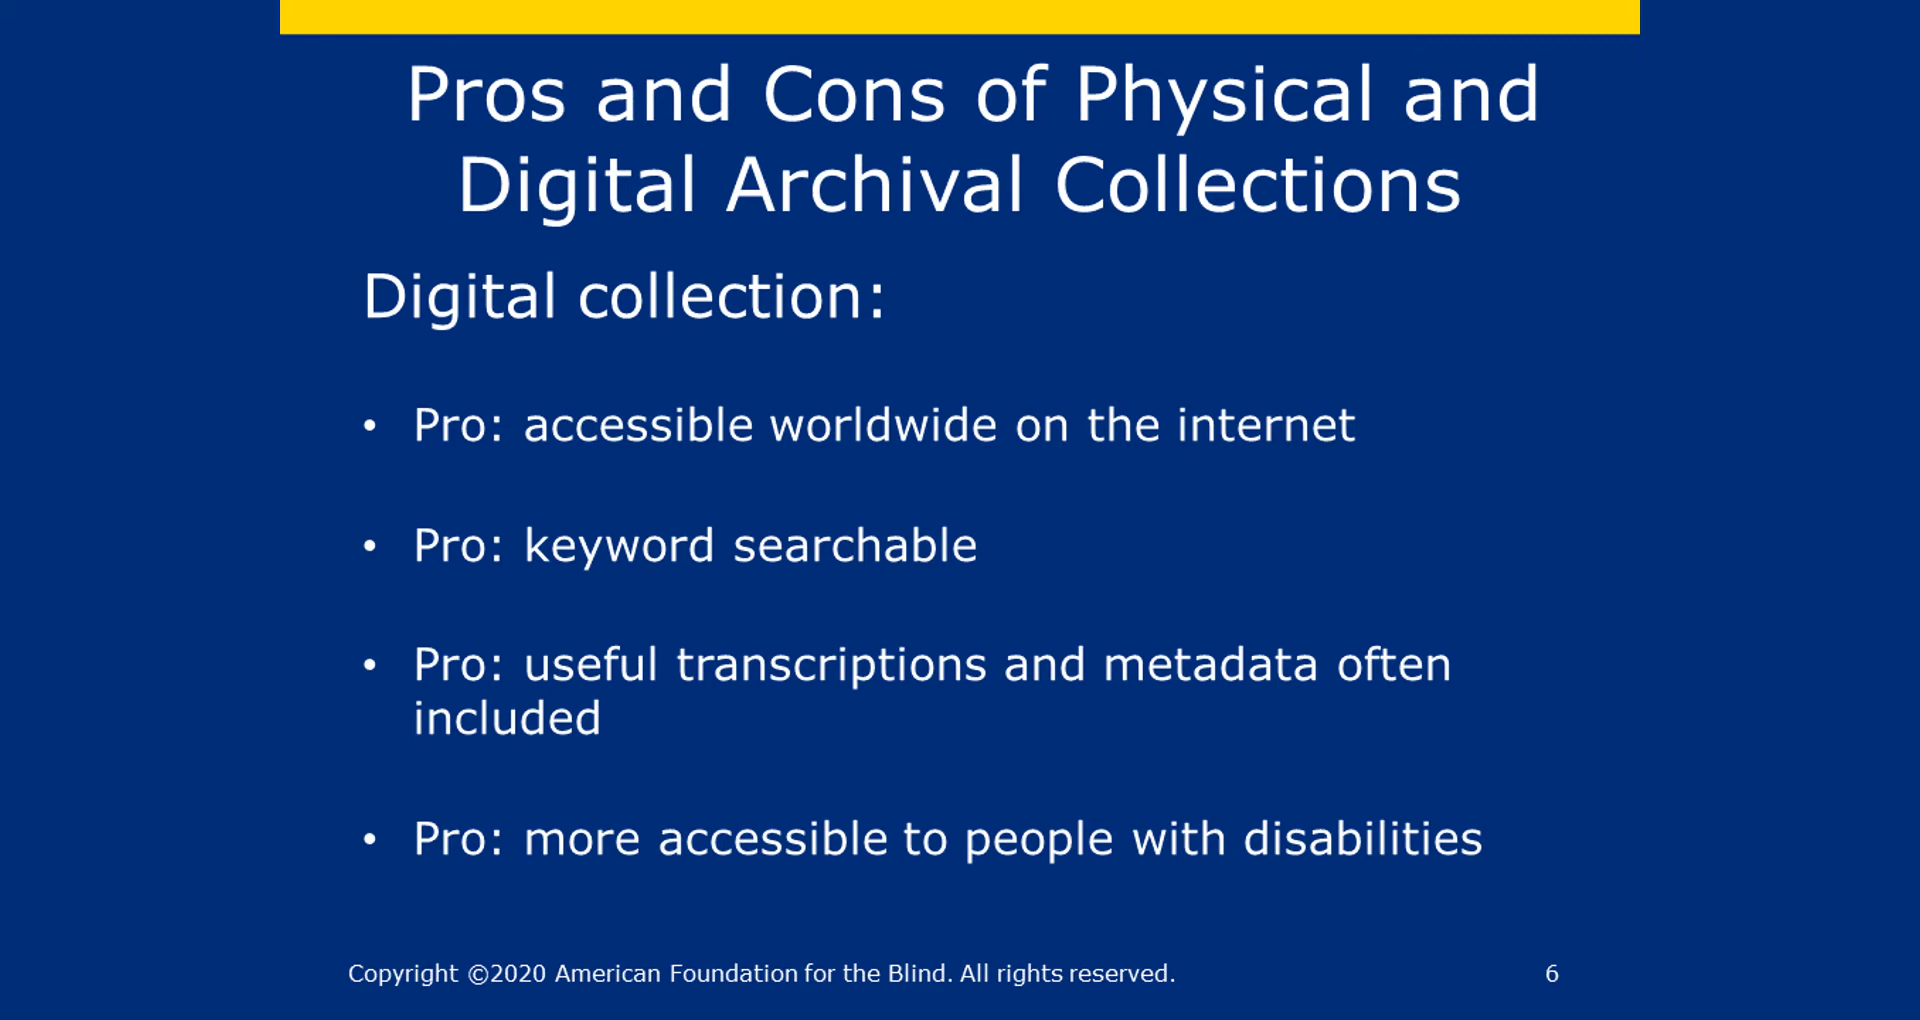 Pros and Cons of Physical and
Digital Archival Collections
Digital collection:
• Pro: accessible worldwide on the internet
• Pro: keyword searchable
• Pro: useful transcriptions and metadata often
included
• Pro: more accessible to people with disabilities
Copyright ©2020 American Foundation for the Blind. All rights reserved. 6